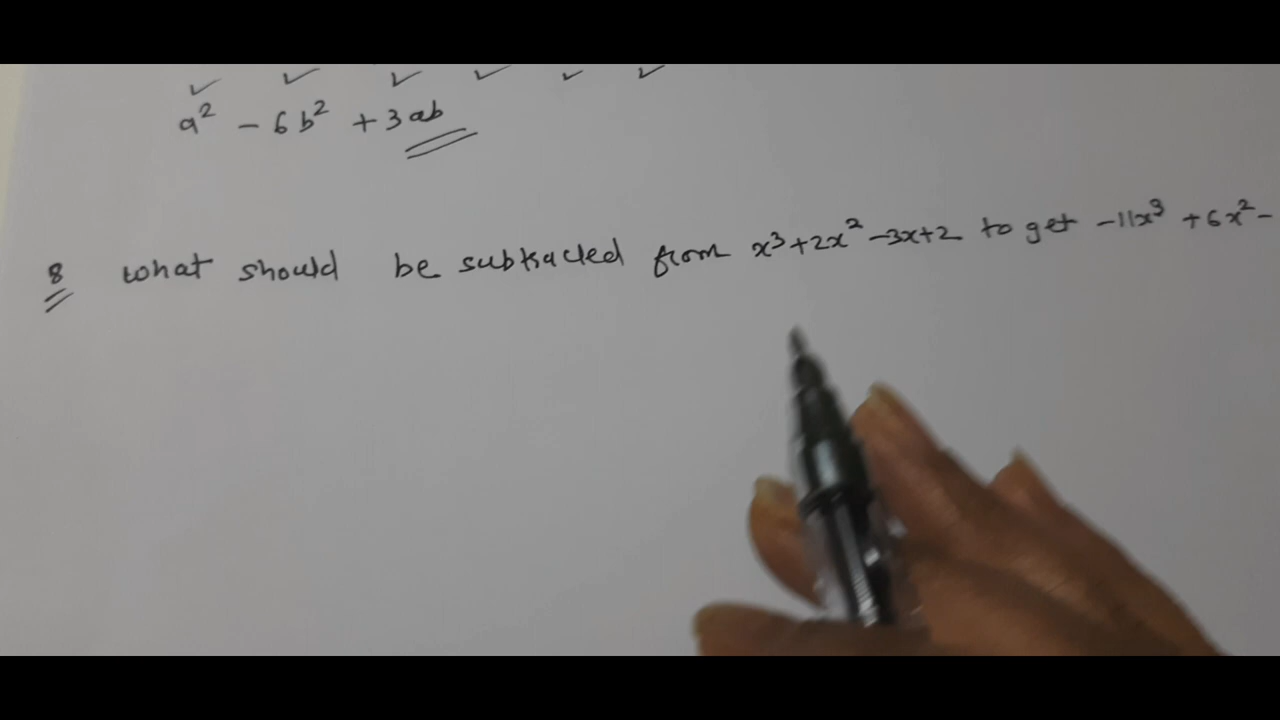 a² - 6b² + 3ab
8 What should be subtracted from x³+2x²-3x+2 to get -11x³ +6x² -